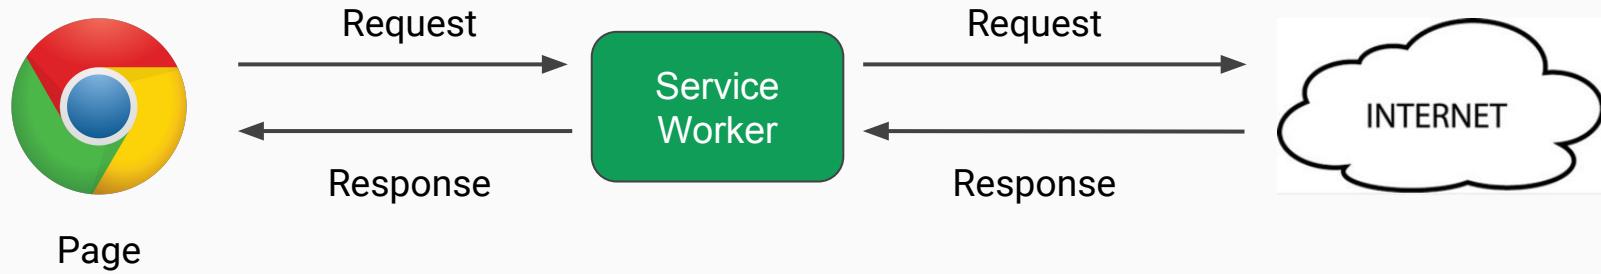 Request
Request
Service
Worker
INTERNET
Response
Response
Page